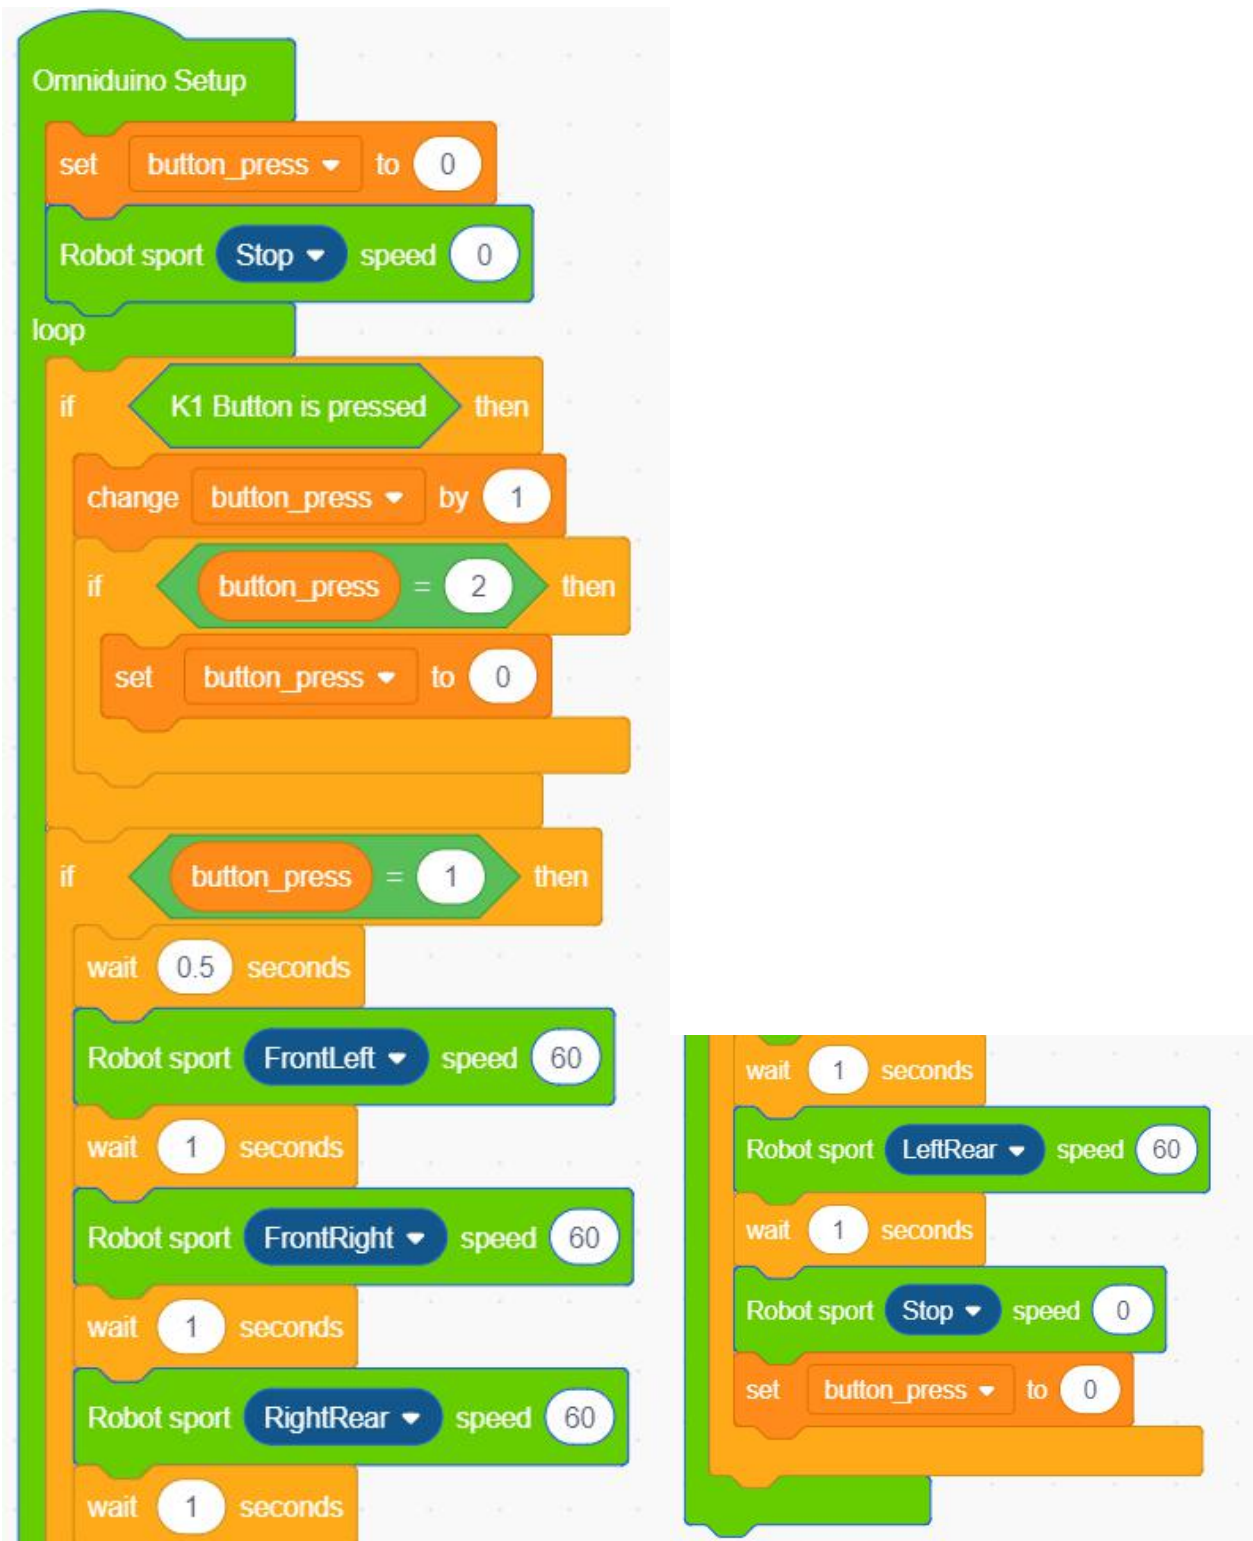 Omniduino Setup
set button_press to 0
Robot sport Stop speed 0
loop
if K1 Button is pressed then
change button_press by 1
if button_press = 2 then
set button_press to 0
if button_press = 1 then
wait 0.5 seconds
Robot sport FrontLeft speed 60
wait 1 seconds
Robot sport FrontRight speed 60
wait 1 seconds
Robot sport RightRear speed 60
wait 1 seconds
wait 1 seconds
Robot sport LeftRear speed 60
wait 1 seconds
Robot sport Stop speed 0
set button_press to 0